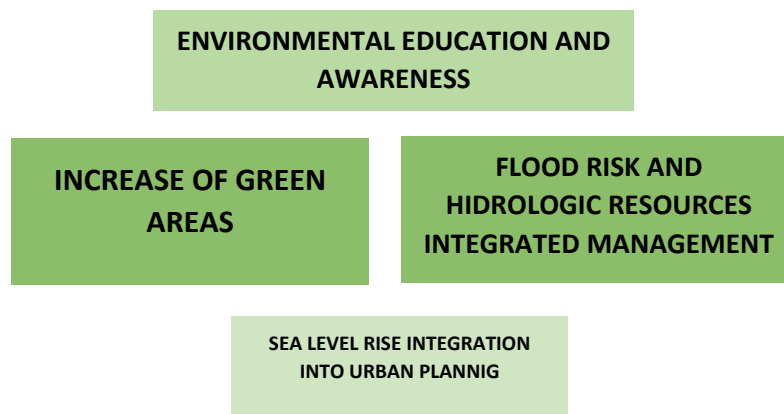 ENVIRONMENTAL EDUCATION AND
AWARENESS
INCREASE OF GREEN
AREAS
FLOOD RISK AND
HIDROLOGIC RESOURCES
INTEGRATED MANAGEMENT
SEA LEVEL RISE INTEGRATION
INTO URBAN PLANNIG